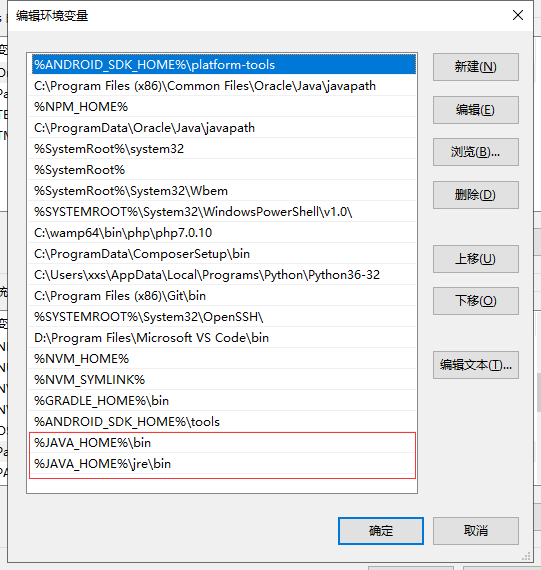 编辑环境变量
%ANDROID_SDK_HOME%\platform-tools
C:\Program Files (x86)\Common Files\Oracle\Java\javapath
%NPM_HOME%
C:\ProgramData\Oracle\Java\javapath
%SystemRoot%\system32
%SystemRoot%
%SystemRoot%\System32\Wbem
%SYSTEMROOT%\System32\WindowsPowerShell\v1.0\
C:\wamp64\bin\php\php7.0.10
C:\ProgramData\ComposerSetup\bin
C:\Users\xxs\AppData\Local\Programs\Python\Python36-32
C:\Program Files (x86)\Git\bin
%SYSTEMROOT%\System32\OpenSSH\
D:\Program Files\Microsoft VS Code\bin
%NVM_HOME%
%NVM_SYMLINK%
%GRADLE_HOME%\bin
%ANDROID_SDK_HOME%\tools
%JAVA_HOME%\bin
%JAVA_HOME%\jre\bin
新建(N)
编辑(E)
浏览(B)...
删除(D)
上移(U)
下移(O)
编辑文本(T)...
确定
取消